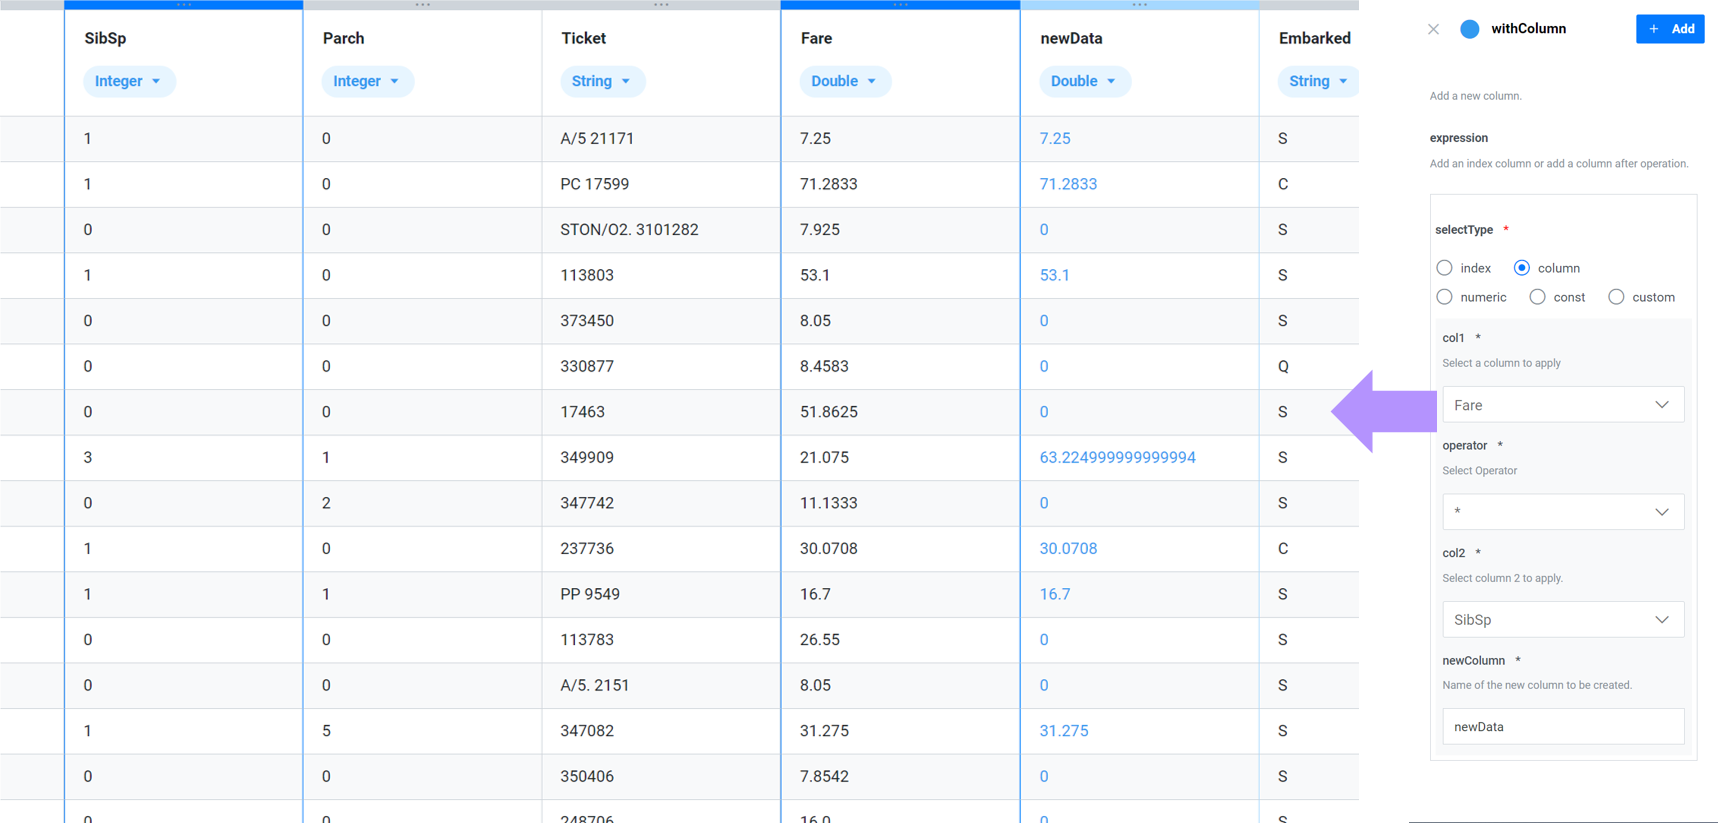 SibSp Parch Ticket Fare newData Embarked
Integer Integer String Double Double String
1 0 A/5 21171 7.25 7.25 S
1 0 PC 17599 71.2833 71.2833 C
0 0 STON/O2. 3101282 7.925 0 S
1 0 113803 53.1 53.1 S
0 0 373450 8.05 0 S
0 0 330877 8.4583 0 Q
0 0 17463 51.8625 0 S
3 1 349909 21.075 63.224999999999994 S
0 2 347742 11.1333 0 S
1 0 237736 30.0708 30.0708 C
1 1 PP 9549 16.7 16.7 S
0 0 113783 26.55 0 S
0 0 A/5. 2151 8.05 0 S
1 5 347082 31.275 31.275 S
0 0 350406 7.8542 0 S
0 0 248706 16.0 0 S
withColumn
+ Add
Add a new column.
expression
Add an index column or add a column after operation.
selectType *
index column
numeric const custom
col1 *
Select a column to apply
Fare
operator *
Select Operator
*
col2 *
Select column 2 to apply.
SibSp
newColumn *
Name of the new column to be created.
newData